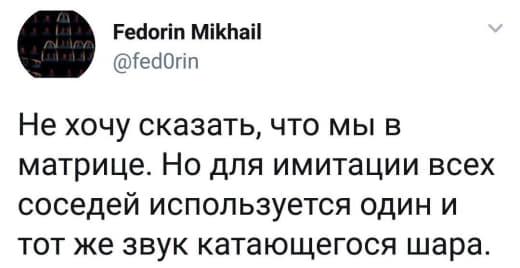 Fedorin Mikhail
@fed0rin
Не хочу сказать, что мы в
матрице. Но для имитации всех
соседей используется один и
тот же звук катающегося шара.